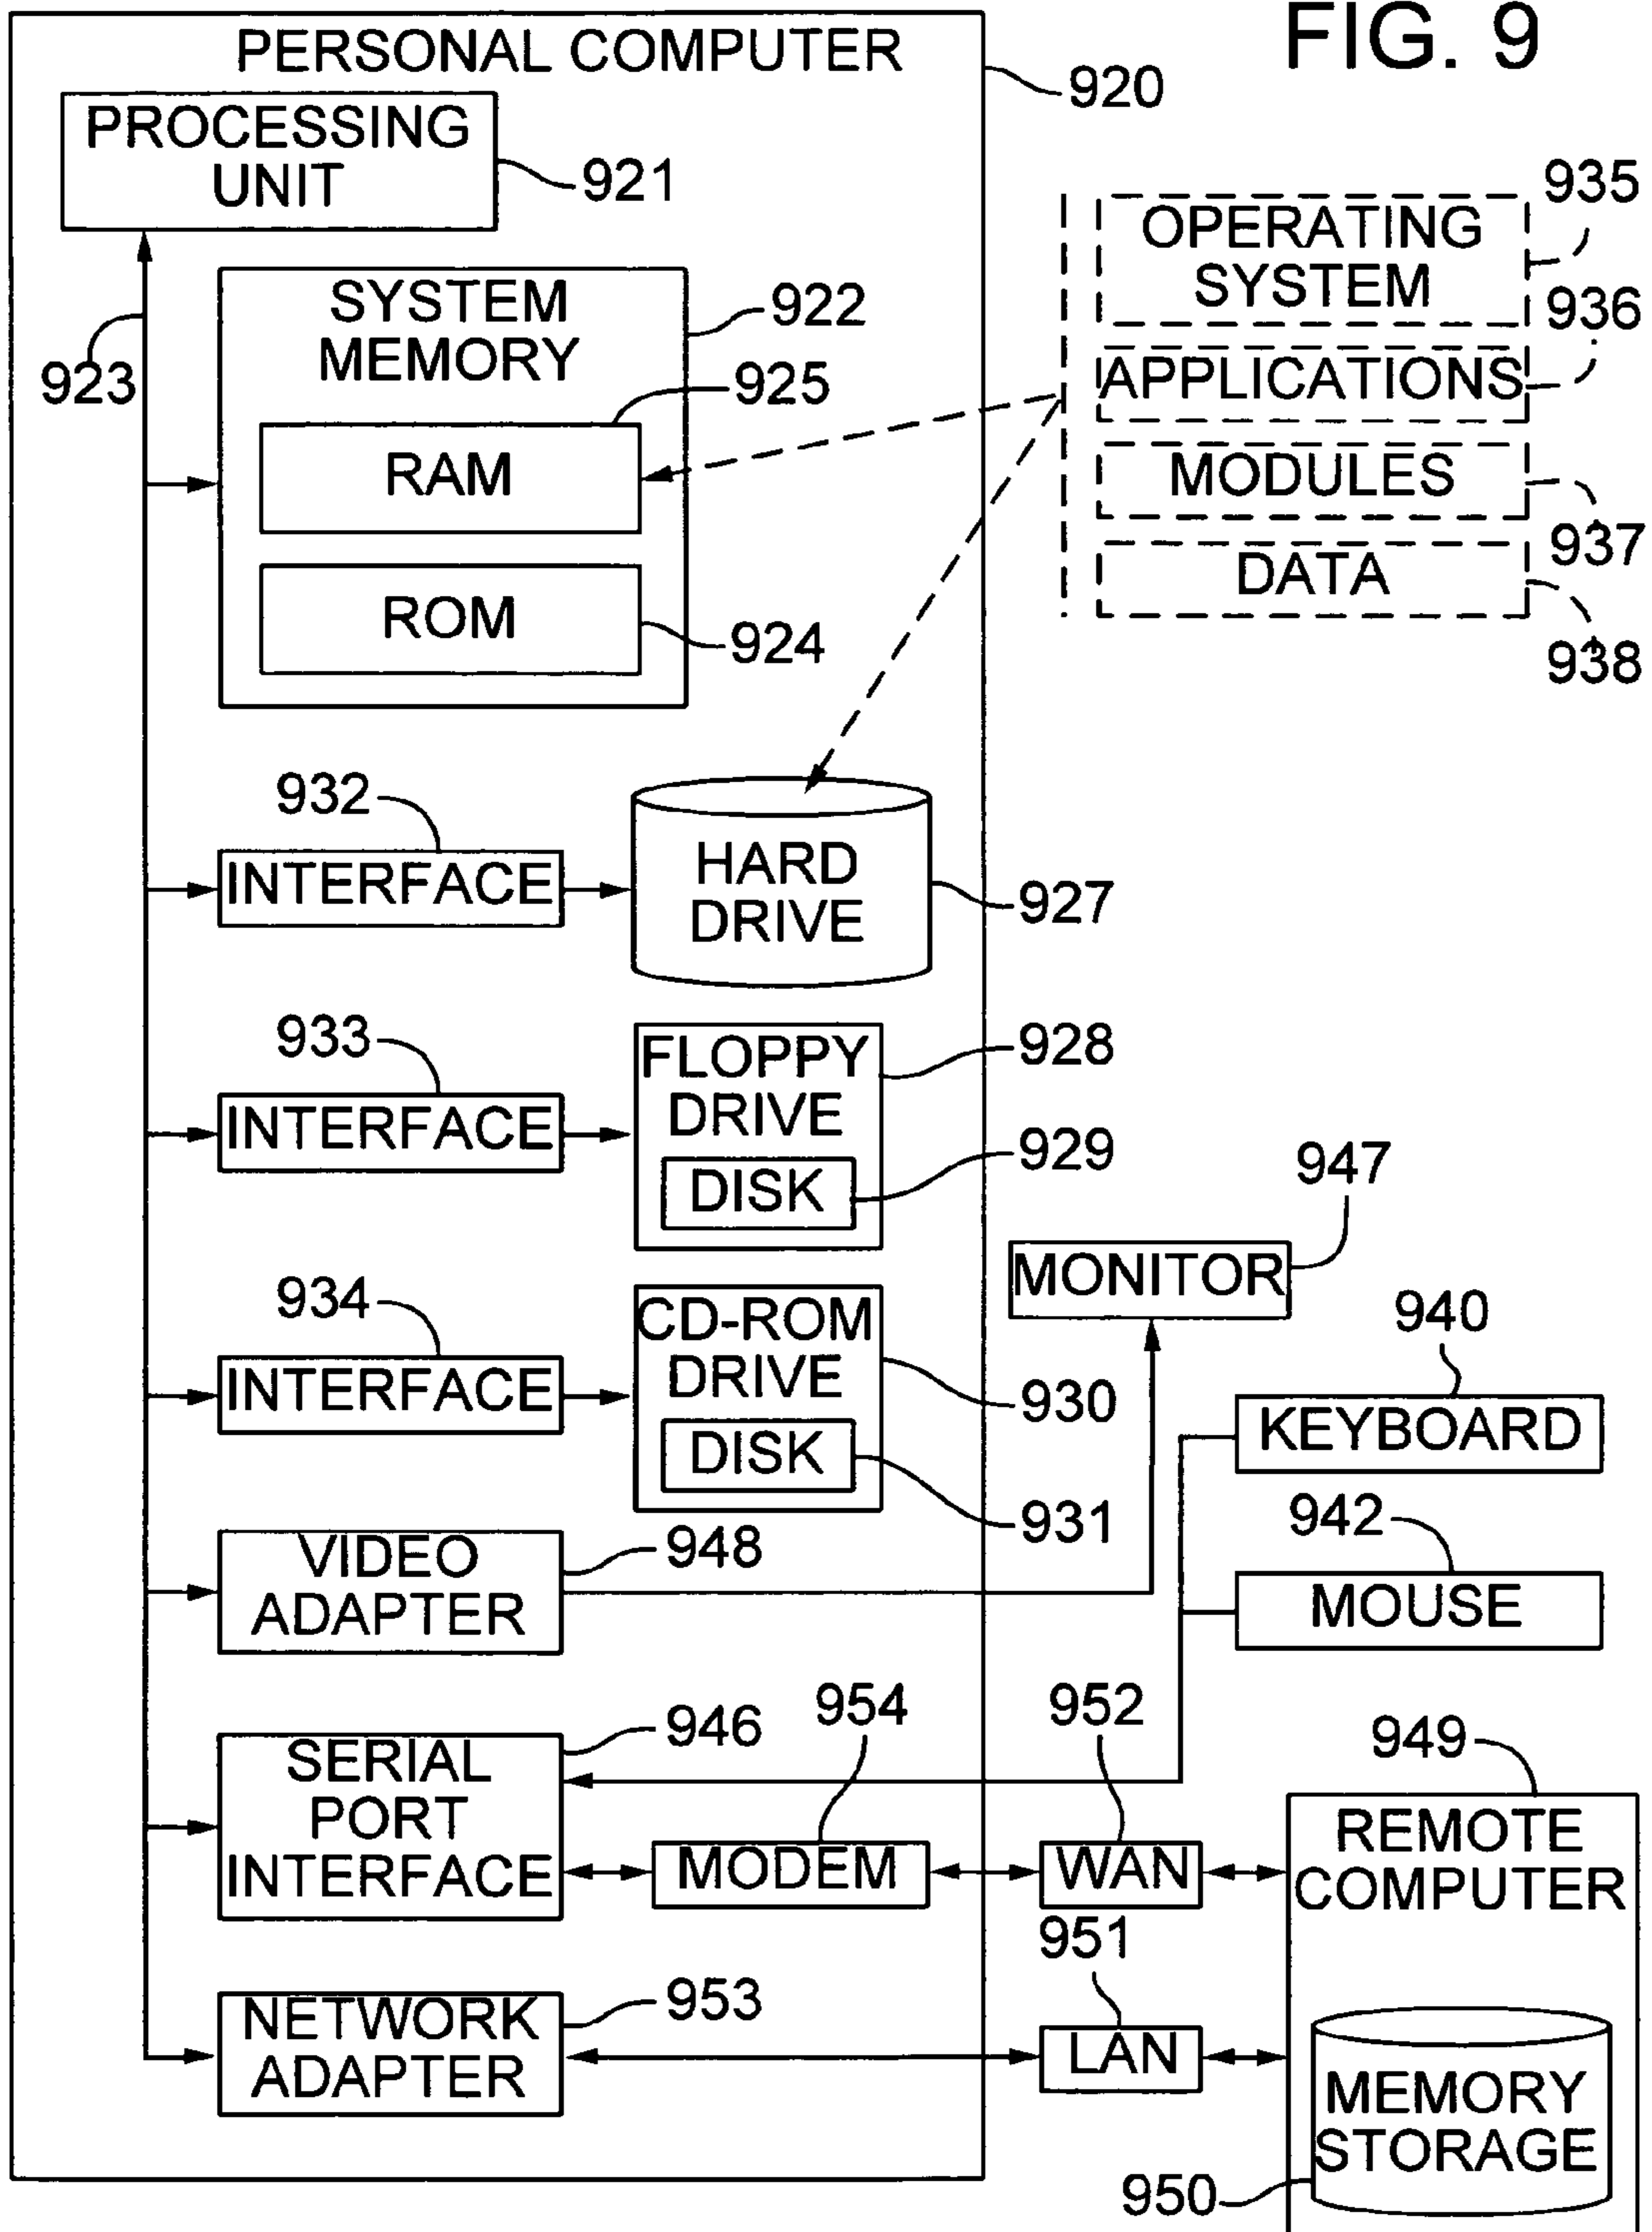 FIG. 9
PERSONAL COMPUTER
920
PROCESSING
UNIT
921
935
OPERATING
SYSTEM
936
SYSTEM
MEMORY
922
923
925
APPLICATIONS
RAM
MODULES
937
DATA
ROM
924
938
932
INTERFACE
HARD
DRIVE
927
933
INTERFACE
FLOPPY
DRIVE
928
DISK
929
947
MONITOR
934
INTERFACE
CD-ROM
DRIVE
930
DISK
931
940
KEYBOARD
942
MOUSE
VIDEO
ADAPTER
948
946
SERIAL
PORT
INTERFACE
954
MODEM
952
WAN
949
REMOTE
COMPUTER
951
LAN
NETWORK
ADAPTER
953
MEMORY
STORAGE
950